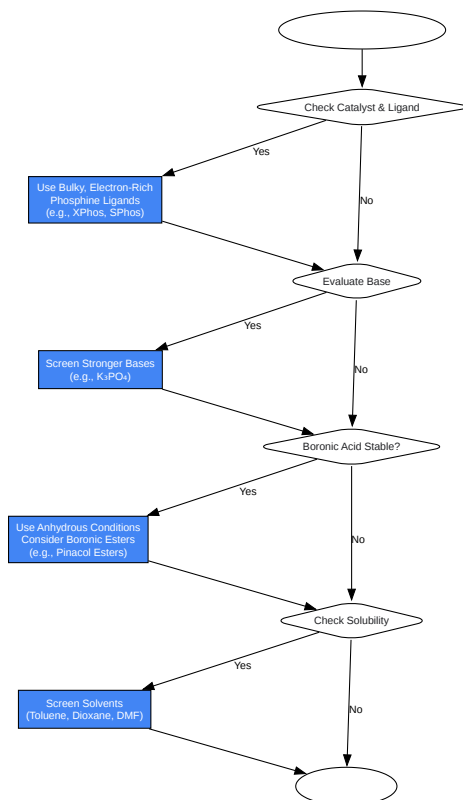 Check Catalyst & Ligand
Yes
Use Bulky, Electron-Rich
Phosphine Ligands
(e.g., XPhos, SPhos)
No
Evaluate Base
Yes
Screen Stronger Bases
(e.g., K₃PO₄)
No
Boronic Acid Stable?
Yes
Use Anhydrous Conditions
Consider Boronic Esters
(e.g., Pinacol Esters)
No
Check Solubility
Yes
Screen Solvents
(Toluene, Dioxane, DMF)
No